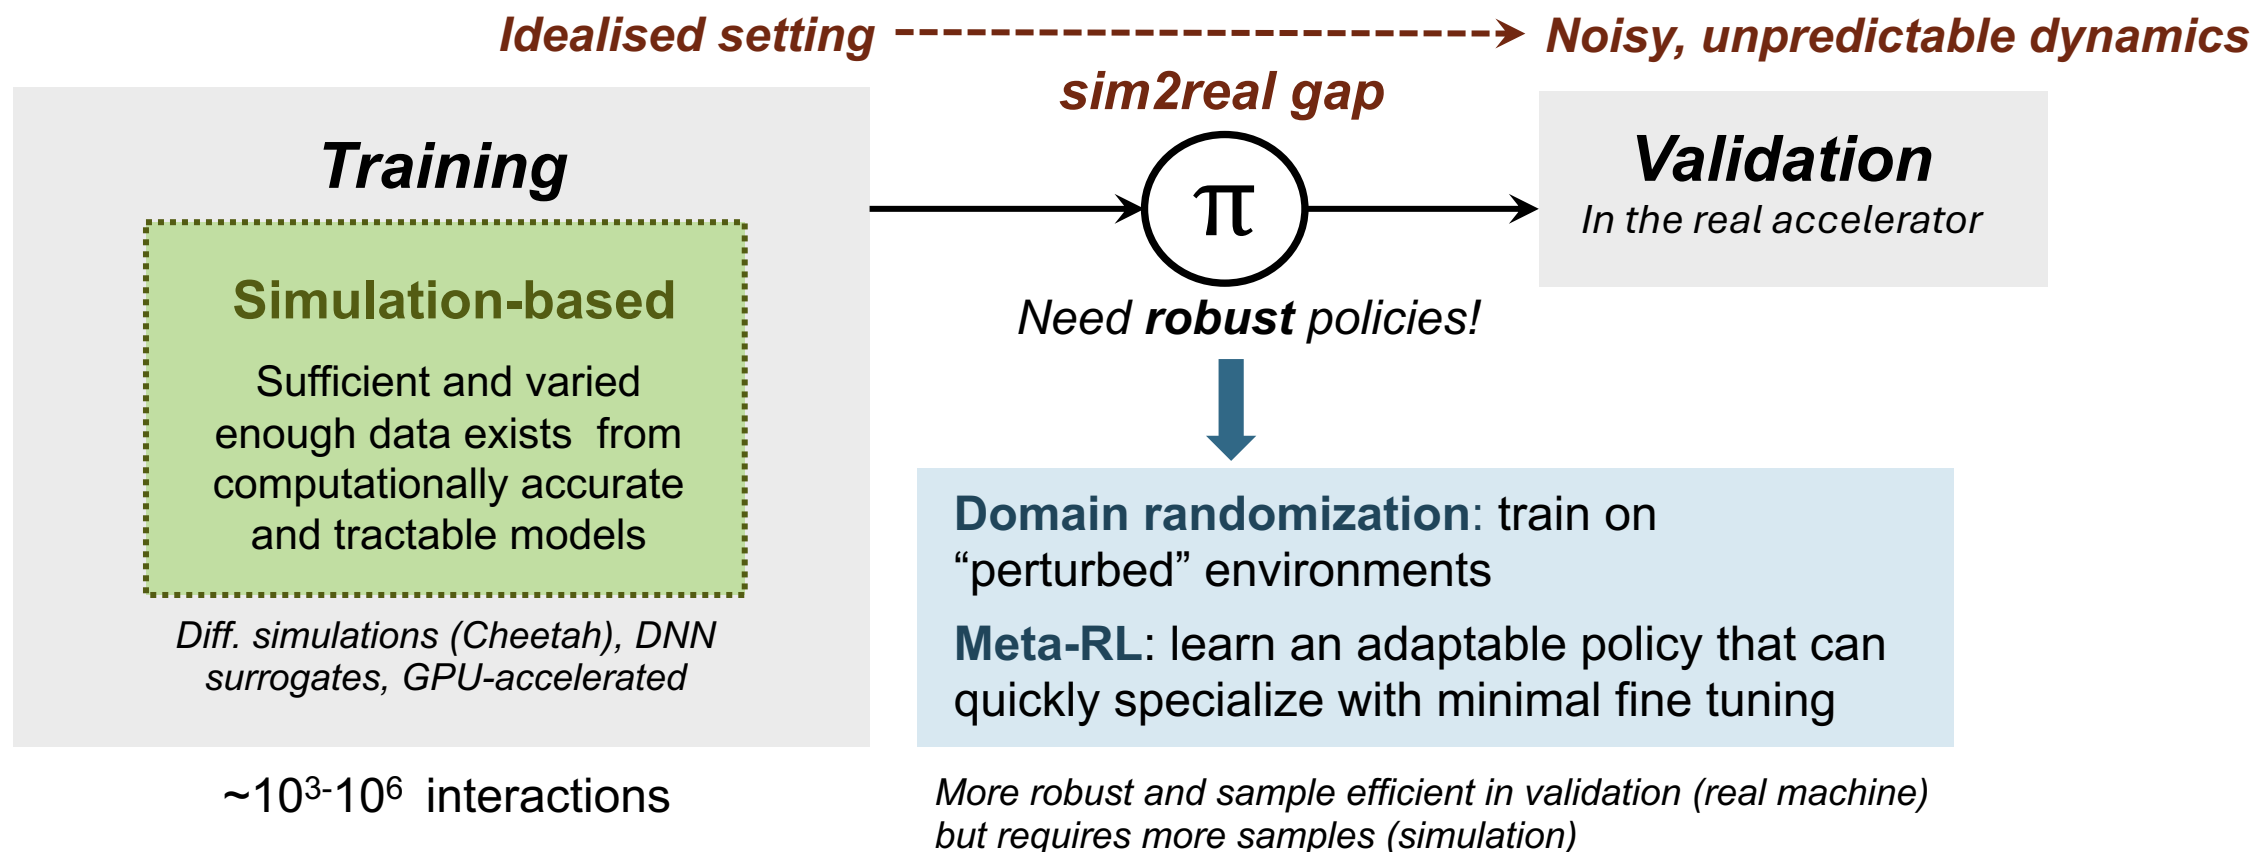 Idealised setting
Noisy, unpredictable dynamics
sim2real gap
Training
Simulation-based
Sufficient and varied
enough data exists from
computationally accurate
and tractable models
Diff. simulations (Cheetah), DNN
surrogates, GPU-accelerated
~10³⁻10⁶ interactions
π
Need robust policies!
Validation
In the real accelerator
Domain randomization: train on
“perturbed” environments
Meta-RL: learn an adaptable policy that can
quickly specialize with minimal fine tuning
More robust and sample efficient in validation (real machine)
but requires more samples (simulation)